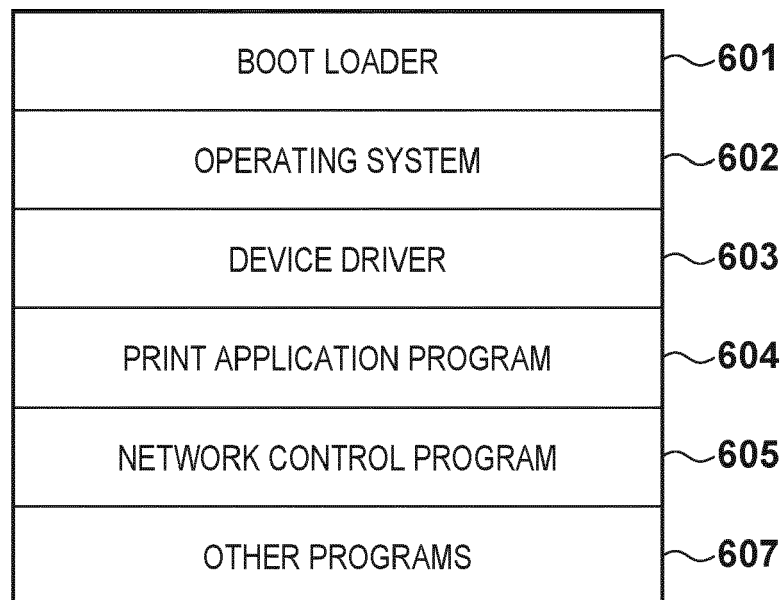 BOOT LOADER 601
OPERATING SYSTEM 602
DEVICE DRIVER 603
PRINT APPLICATION PROGRAM 604
NETWORK CONTROL PROGRAM 605
OTHER PROGRAMS 607